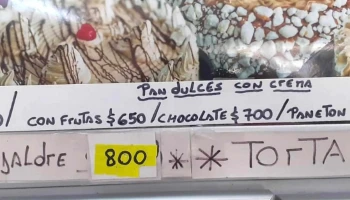 PAN DULCES CON CREMA
/ CON FRUTAS $650/CHOCOLATE $700/PANETON
800 * * TORTA